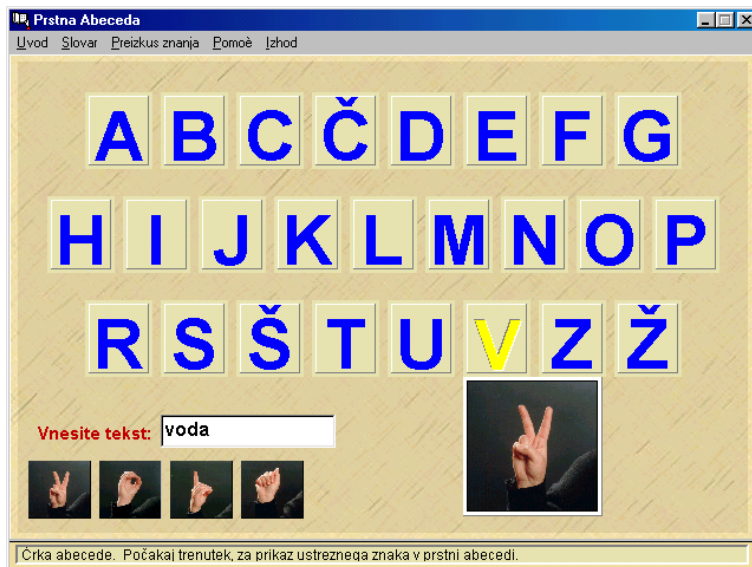 Prstna Abeceda
Uvod Slovar Preizkus znanja Pomoè Izhod
A B C Č D E F G
H I J K L M N O P
R S Š T U V Z Ž
Vnesite tekst: voda
Črka abecede. Počakaj trenutek, za prikaz ustreznega znaka v prstni abecedi.